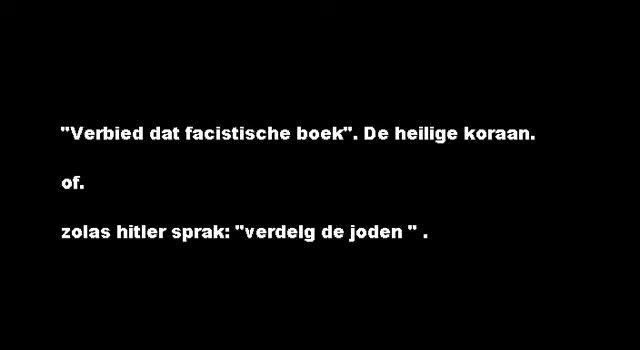 "Verbied dat facistische boek". De heilige koraan.
of.
zolas hitler sprak: "verdelg de joden " .